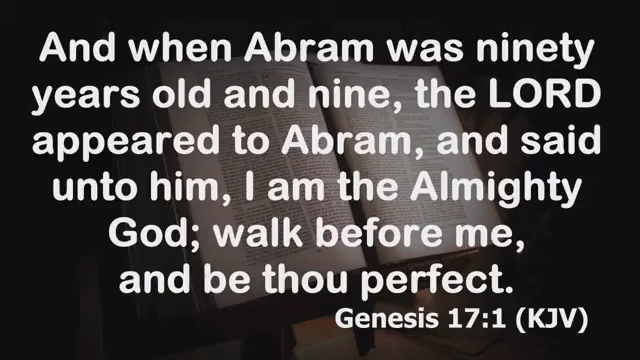 And when Abram was ninety
years old and nine, the LORD
appeared to Abram, and said
unto him, I am the Almighty
God; walk before me,
and be thou perfect.
Genesis 17:1 (KJV)